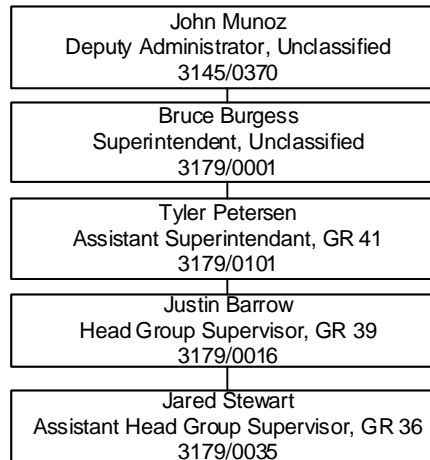 John Munoz
Deputy Administrator, Unclassified
3145/0370
Bruce Burgess
Superintendent, Unclassified
3179/0001
Tyler Petersen
Assistant Superintendant, GR 41
3179/0101
Justin Barrow
Head Group Supervisor, GR 39
3179/0016
Jared Stewart
Assistant Head Group Supervisor, GR 36
3179/0035